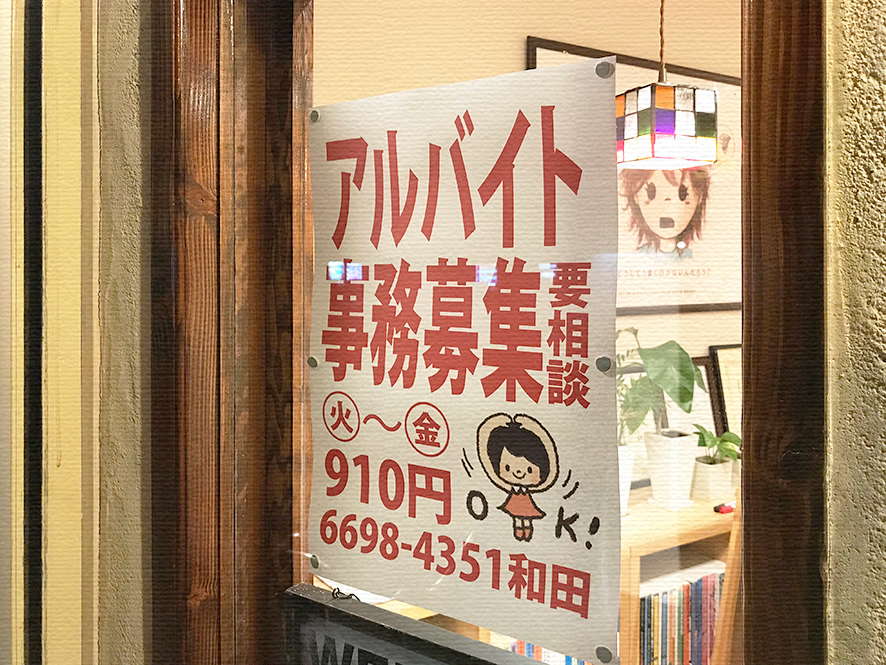 アルバイト
事務募集
要相談
火～金
910円
OK!
6698-4351和田